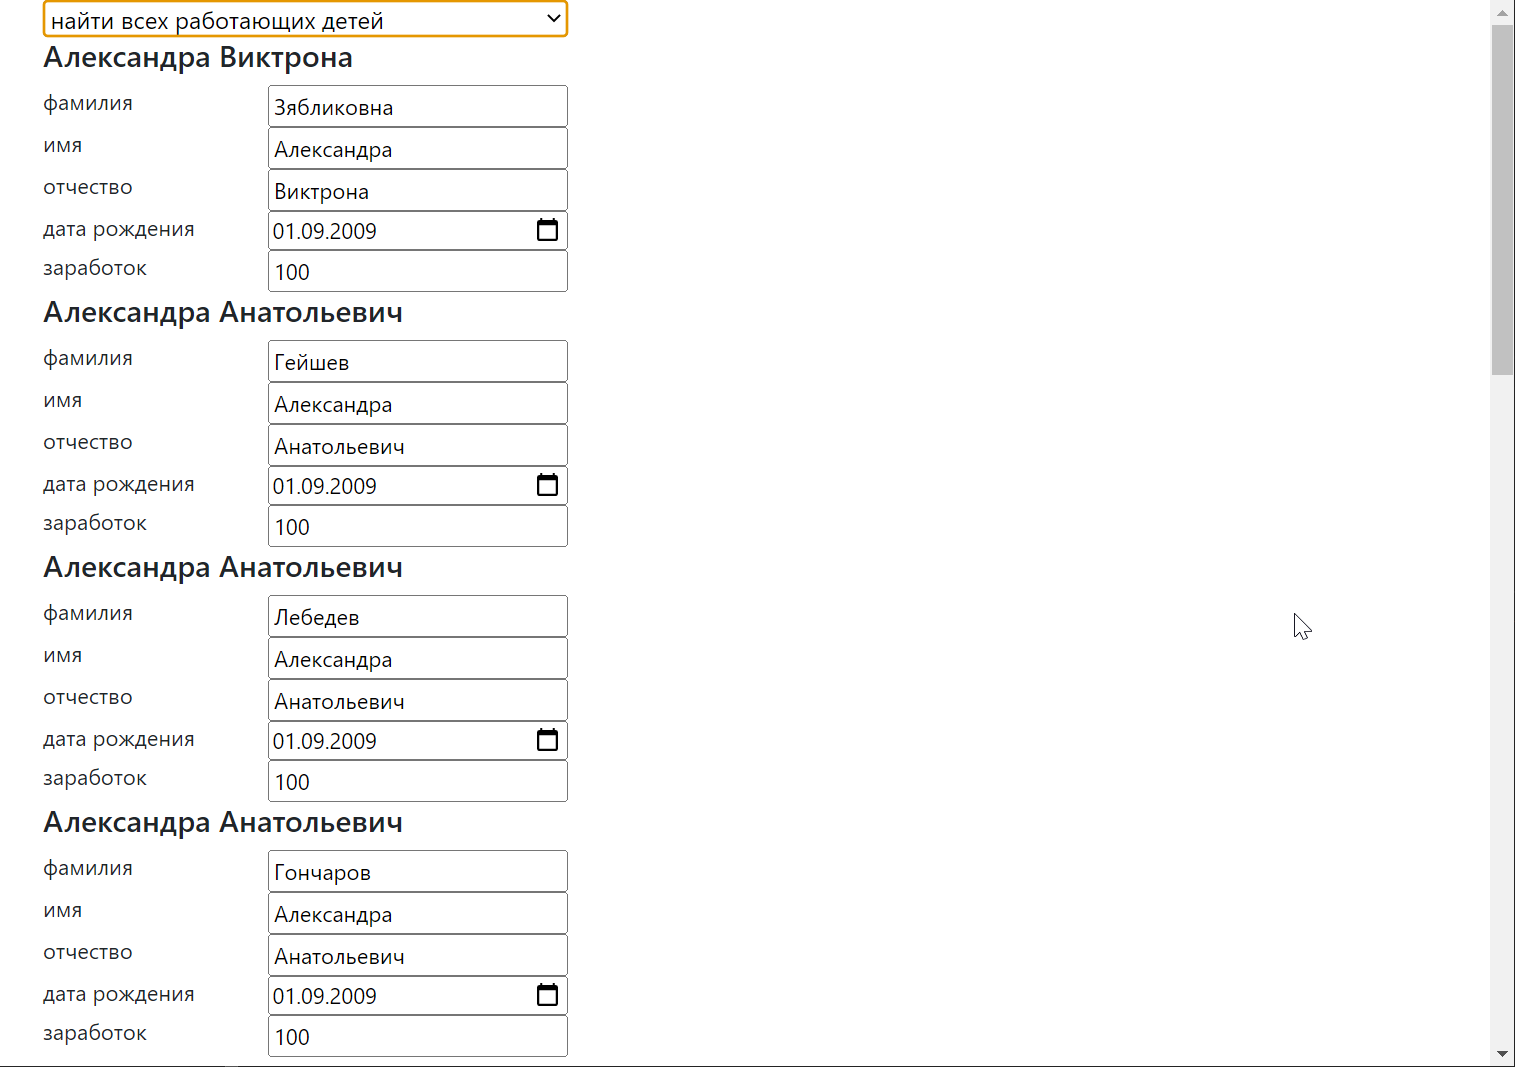 найти всех работающих детей
Александра Виктрона
фамилия Зябликовна
имя Александра
отчество Виктрона
дата рождения 01.09.2009
заработок 100
Александра Анатольевич
фамилия Гейшев
имя Александра
отчество Анатольевич
дата рождения 01.09.2009
заработок 100
Александра Анатольевич
фамилия Лебедев
имя Александра
отчество Анатольевич
дата рождения 01.09.2009
заработок 100
Александра Анатольевич
фамилия Гончаров
имя Александра
отчество Анатольевич
дата рождения 01.09.2009
заработок 100